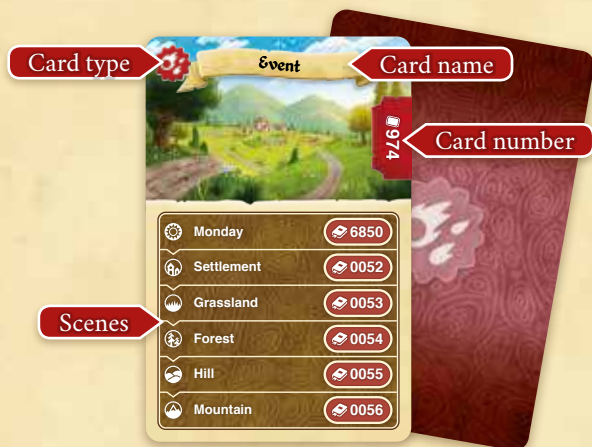 Card type
Event
Card name
974
Card number
Monday 6850
Settlement 0052
Grassland 0053
Scenes
Forest 0054
Hill 0055
Mountain 0056